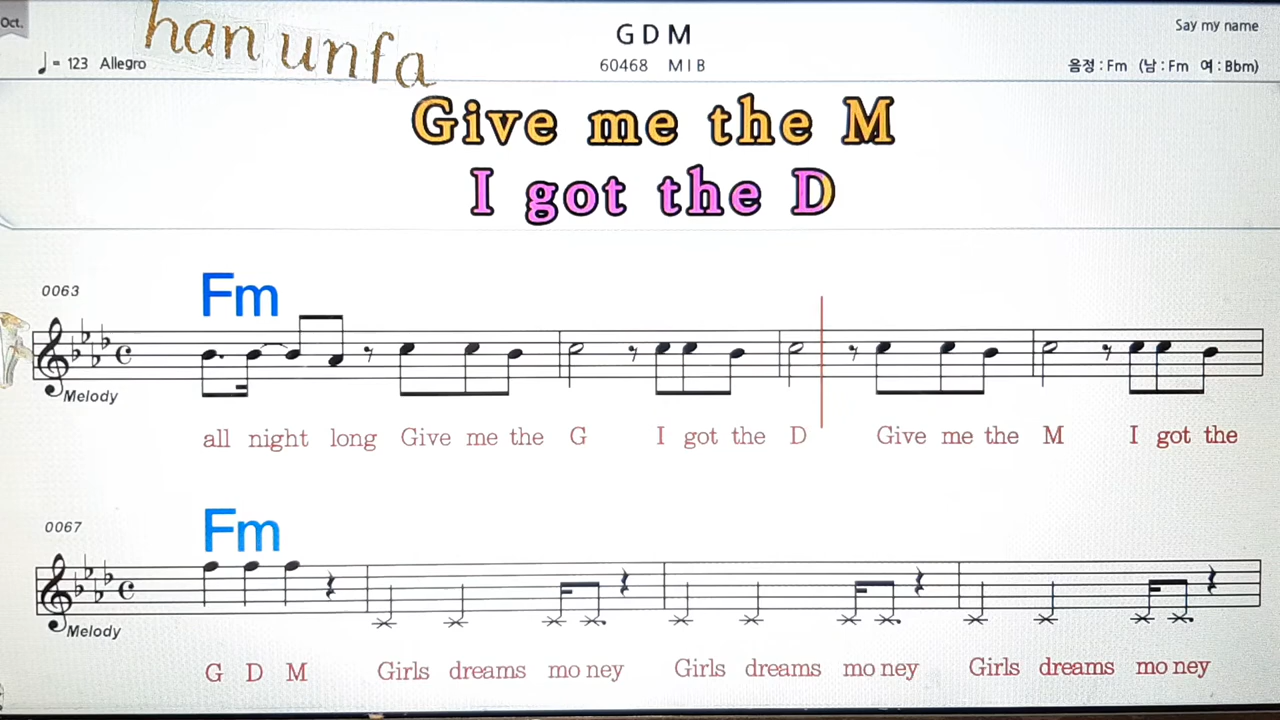 Oct.
han unfa
G D M
Say my name
= 123 Allegro
60468 M I B
음정 : Fm (남 : Fm 여 : Bbm)
Give me the M
I got the D
0063
Fm
Melody
all night long Give me the G I got the D Give me the M I got the
0067
Fm
Melody
G D M Girls dreams mo ney Girls dreams mo ney Girls dreams mo ney